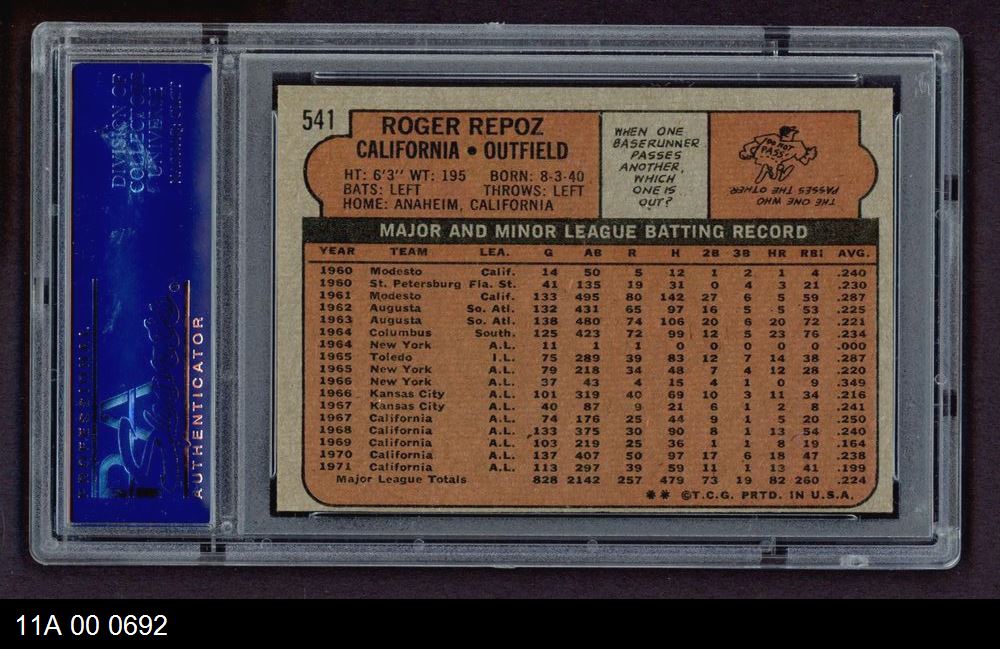 541
ROGER REPOZ
CALIFORNIA • OUTFIELD
HT: 6'3" WT: 195 BORN: 8-3-40
BATS: LEFT THROWS: LEFT
HOME: ANAHEIM, CALIFORNIA
WHEN ONE
BASERUNNER
PASSES
ANOTHER,
WHICH
ONE IS
OUT?
DO NOT
PASS
THE ONE WHO
PASSES THE OTHER
MAJOR AND MINOR LEAGUE BATTING RECORD
YEAR TEAM LEA. G AB R H 2B 3B HR RBI AVG.
1960 Modesto Calif. 14 50 5 12 1 2 1 4 .240
1960 St. Petersburg Fla. St. 41 135 19 31 0 4 3 21 .230
1961 Modesto Calif. 133 495 80 142 27 6 5 59 .287
1962 Augusta So. Atl. 132 431 65 97 16 5 5 53 .225
1963 Augusta So. Atl. 138 480 74 106 20 6 20 72 .221
1964 Columbus South. 125 423 72 99 12 5 23 76 .234
1964 New York A.L. 11 1 1 0 0 0 0 0 .000
1965 Toledo I.L. 75 289 39 83 12 7 14 38 .287
1965 New York A.L. 79 218 34 48 7 4 12 28 .220
1966 New York A.L. 37 43 4 15 4 1 0 9 .349
1966 Kansas City A.L. 101 319 40 69 10 3 11 34 .216
1967 Kansas City A.L. 40 87 9 21 6 1 2 8 .241
1967 California A.L. 74 176 25 44 9 1 5 20 .250
1968 California A.L. 133 375 30 90 8 1 13 54 .240
1969 California A.L. 103 219 25 36 1 1 8 19 .164
1970 California A.L. 137 407 50 97 17 6 18 47 .238
1971 California A.L. 113 297 39 59 11 1 13 41 .199
Major League Totals 828 2142 257 479 73 19 82 260 .224
** ©T.C.G. PRTD. IN U.S.A.
DIVISION OF
COLLECTORS
UNIVERSE
PROFESSIONAL
PSA
AUTHENTICATOR
11A 00 0692